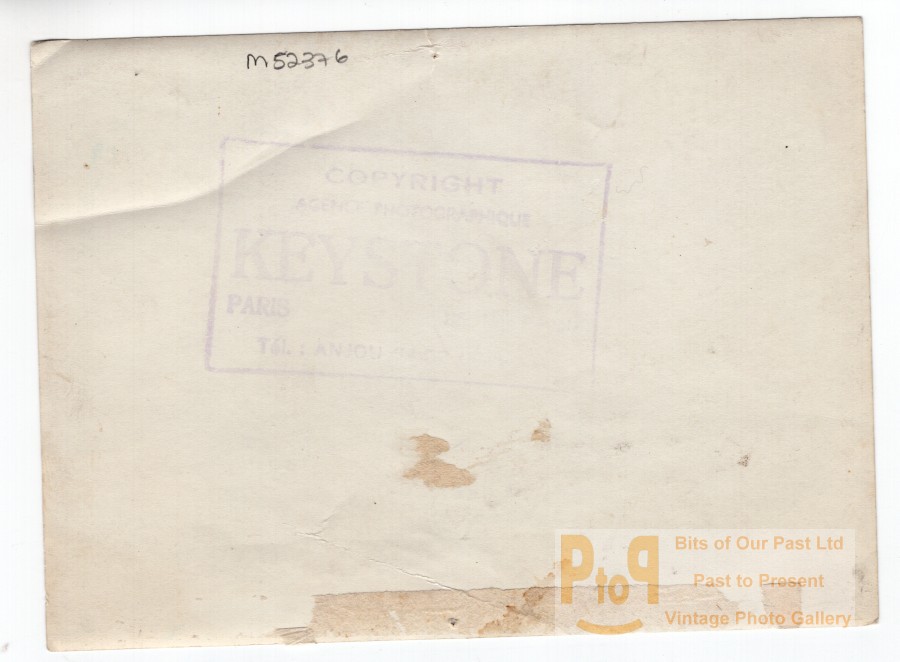 M52376
COPYRIGHT
AGENCE PHOTOGRAPHIQUE
KEYSTONE
PARIS
Tél. : ANJOU
PtoP
Bits of Our Past Ltd
Past to Present
Vintage Photo Gallery